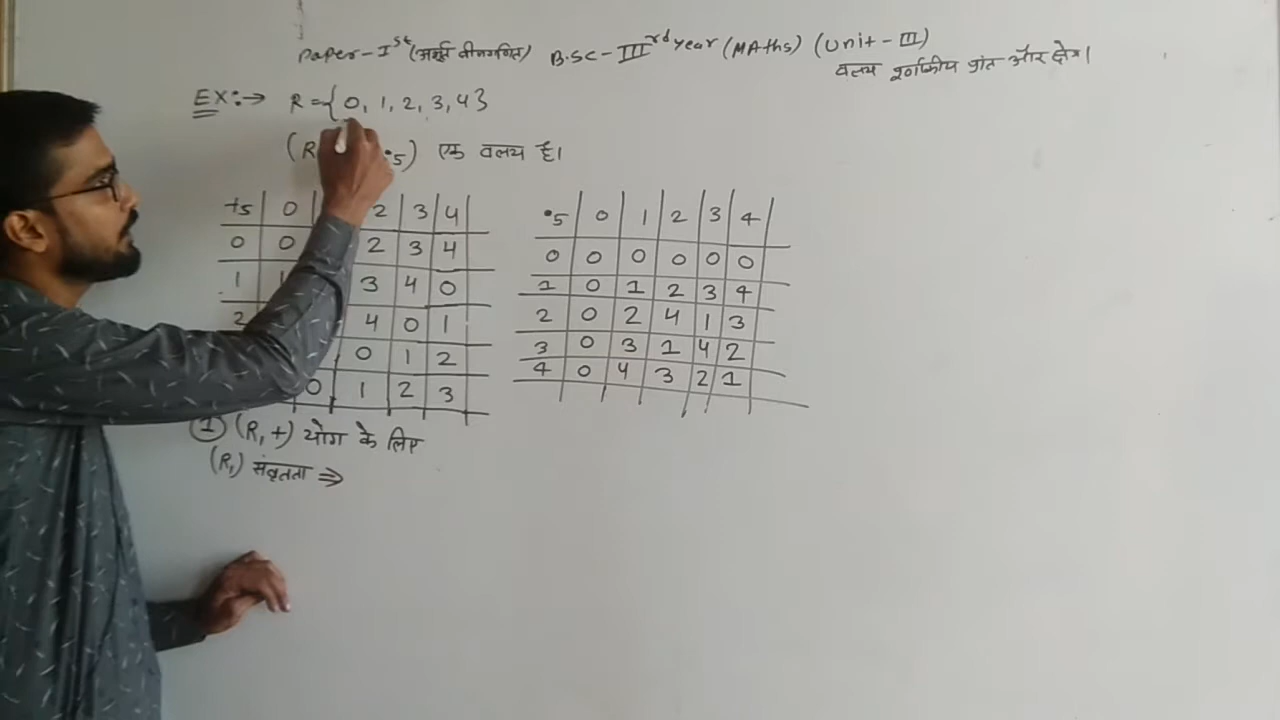 Paper-Ist (अमूर्त बीजगणित) B.SC-IIIrd year (MAths) (Unit-III)
वलय पूर्णांकीय प्रांत और क्षेत्र।
EX:→ R={0, 1, 2, 3, 4}
(R •5) एक वलय है।
+5 0 2 3 4
0 0 2 3 4
1 1 3 4 0
2 4 0 1
0 1 2
0 1 2 3
•5 0 1 2 3 4
0 0 0 0 0 0
1 0 1 2 3 4
2 0 2 4 1 3
3 0 3 1 4 2
4 0 4 3 2 1
① (R, +) योग के लिए
(R1) संवृतता ⇒